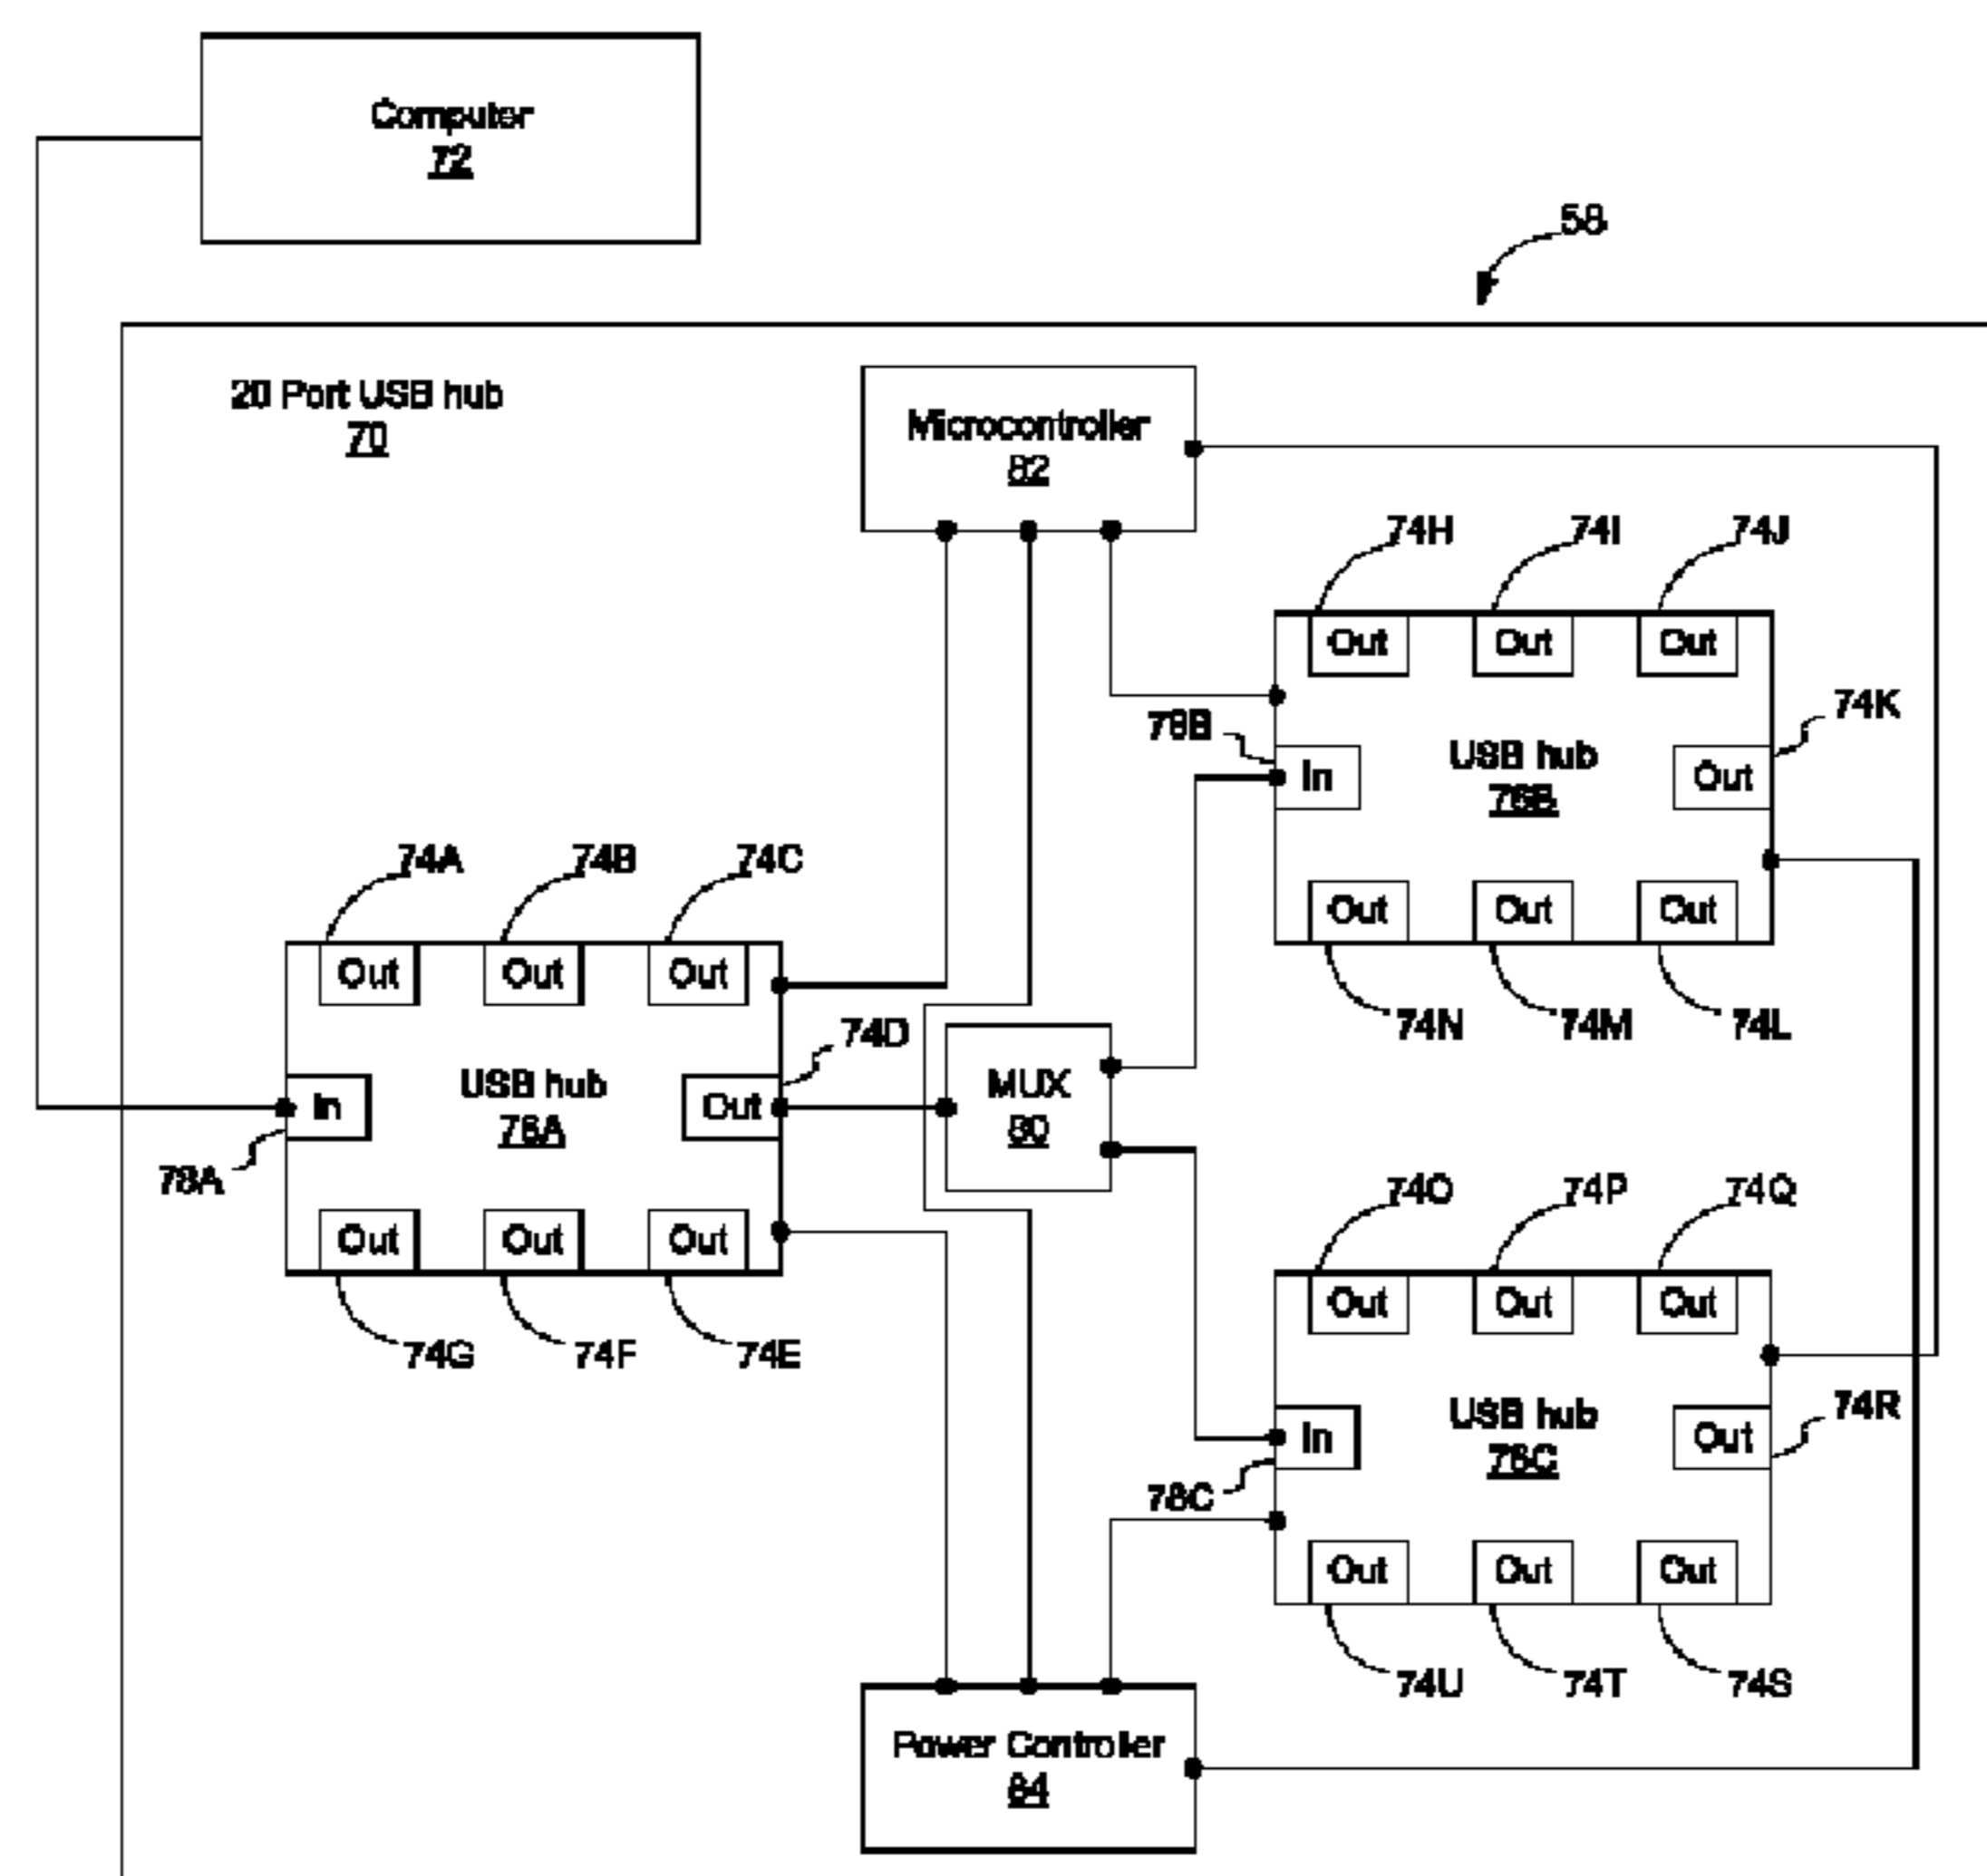 Computer
72
58
20 Port USB hub
70
Microcontroller
82
74H
74I
74J
Out
Out
Out
74K
78B
In
USB hub
76B
Out
Out
Out
Out
74N
74M
74L
74A
74B
74C
Out
Out
Out
74D
In
USB hub
76A
Out
78A
Out
Out
Out
74G
74F
74E
MUX
80
74O
74P
74Q
Out
Out
Out
74R
In
USB hub
76C
Out
78C
Out
Out
Out
74U
74T
74S
Power Controller
84